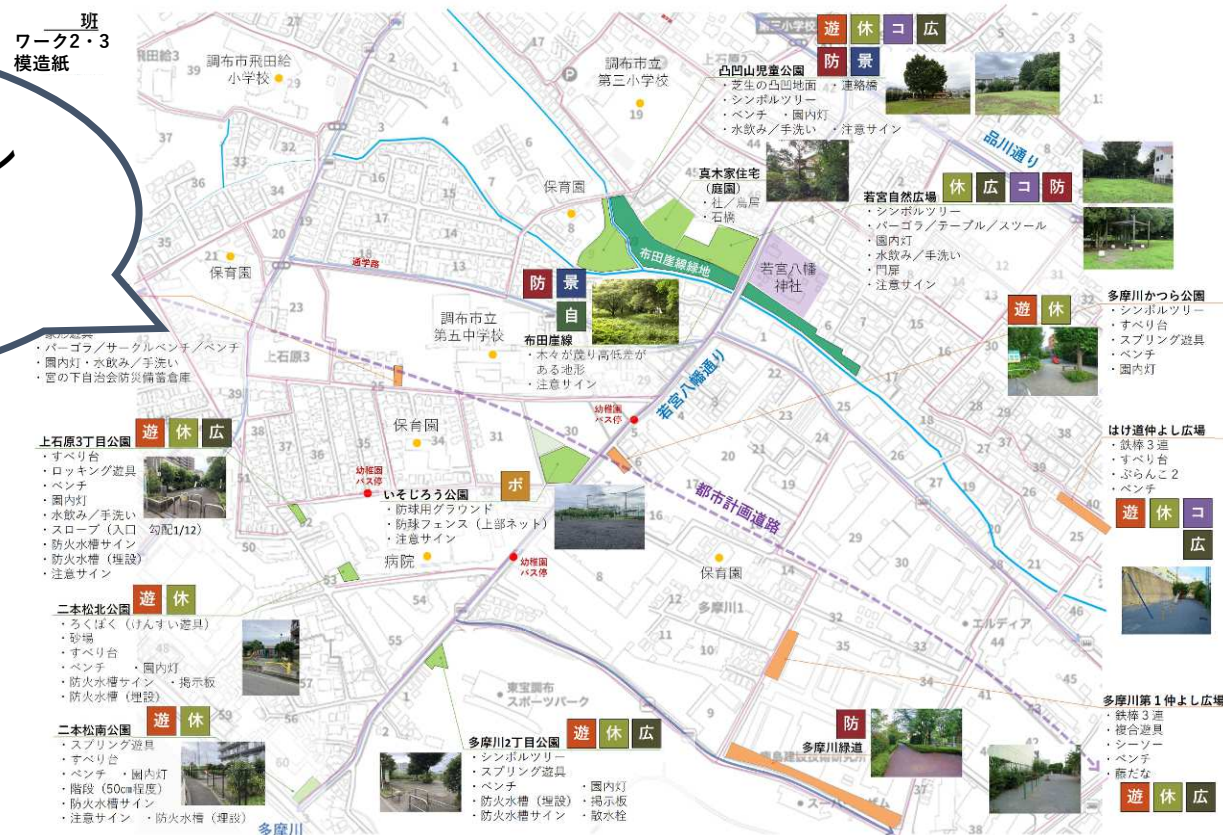 班
ワーク2・3
模造紙
・パーゴラ/サークルベンチ/ベンチ
・園内灯・水飲み/手洗い
・宮の下自治会防災備蓄倉庫
調布市飛田給
小学校
調布市立
第三小学校
遊 休 コ 広
防 景
凸凹山児童公園
・芝生の凸凹地面 ・連絡橋
・シンボルツリー
・ベンチ ・園内灯
・水飲み/手洗い ・注意サイン
品川通り
保育園
真木家住宅
(庭園)
・社/鳥居
・石橋
若宮自然広場
休 広 コ 防
・シンボルツリー
・パーゴラ/テーブル/スツール
・園内灯
・水飲み/手洗い
・門扉
・注意サイン
保育園
通学路
布田崖線緑地
若宮八幡
神社
防 景
自
布田崖線
・木々が茂り高低差が
ある地形
・注意サイン
調布市立
第五中学校
上石原3
遊 休
多摩川かつら公園
・シンボルツリー
・すべり台
・スプリング遊具
・ベンチ
・園内灯
若宮八幡通り
幼稚園
バス停
保育園
上石原3丁目公園
遊 休 広
・すべり台
・ロッキング遊具
・ベンチ
・園内灯
・水飲み/手洗い
・スロープ(入口 勾配1/12)
・防火水槽サイン
・防火水槽(埋設)
・注意サイン
幼稚園
バス停
いそじろう公園
ボ
・防球用グラウンド
・防球フェンス(上部ネット)
・注意サイン
都市計画道路
はけ道仲よし広場
・鉄棒3連
・すべり台
・ぶらんこ2
・ベンチ
遊 休 コ
広
病院
幼稚園
バス停
保育園
多摩川1
エルディア
二本松北公園
遊 休
・ろくぼく(けんすい遊具)
・砂場
・すべり台
・ベンチ ・園内灯
・防火水槽サイン ・掲示板
・防火水槽(埋設)
東宝調布
スポーツパーク
二本松南公園
遊 休
・スプリング遊具
・すべり台
・ベンチ ・園内灯
・階段(50cm程度)
・防火水槽サイン
・注意サイン ・防火水槽(埋設)
多摩川
多摩川2丁目公園
遊 休 広
・シンボルツリー
・スプリング遊具
・ベンチ ・園内灯
・防火水槽(埋設) ・掲示板
・防火水槽サイン ・散水栓
防
多摩川緑道
多摩川第1仲よし広場
・鉄棒3連
・複合遊具
・シーソー
・ベンチ
・藤だな
遊 休 広